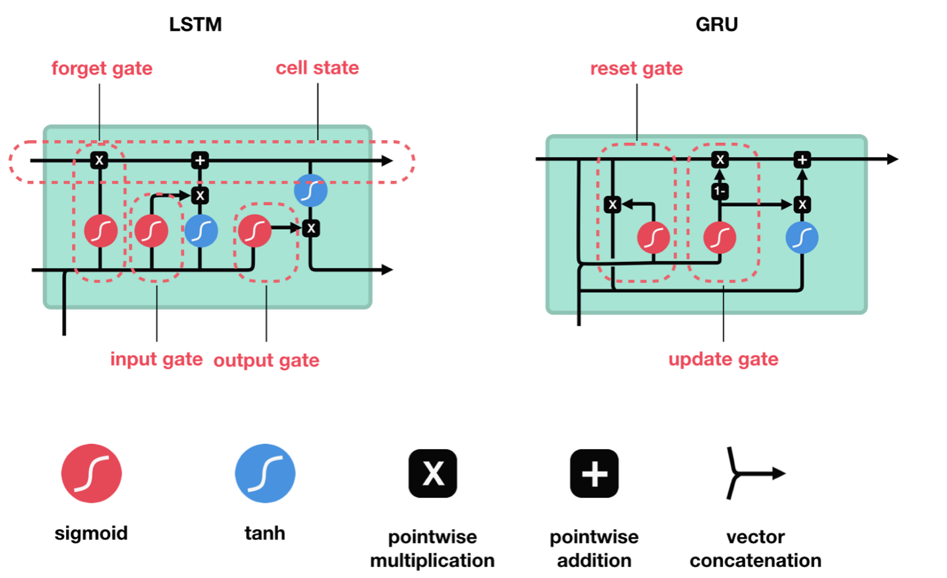 LSTM
GRU
forget gate
cell state
reset gate
X
+
X
X
X
1-
+
X
X
input gate
output gate
update gate
X
+
sigmoid
tanh
pointwise
multiplication
pointwise
addition
vector
concatenation